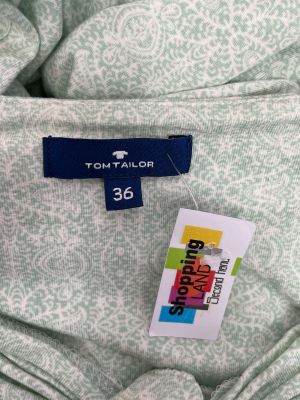 TOM TAILOR
36
Shopping
LAND
Second Hand